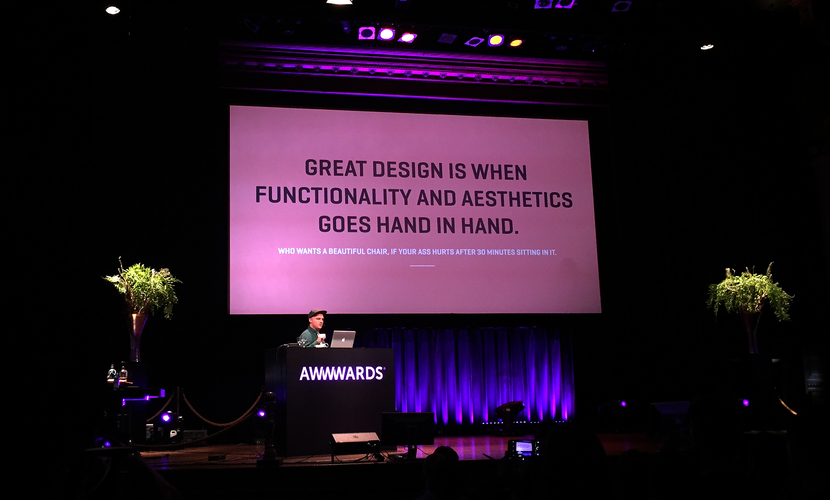 GREAT DESIGN IS WHEN
FUNCTIONALITY AND AESTHETICS
GOES HAND IN HAND.
WHO WANTS A BEAUTIFUL CHAIR, IF YOUR ASS HURTS AFTER 30 MINUTES SITTING IN IT.
AWWWARDS®